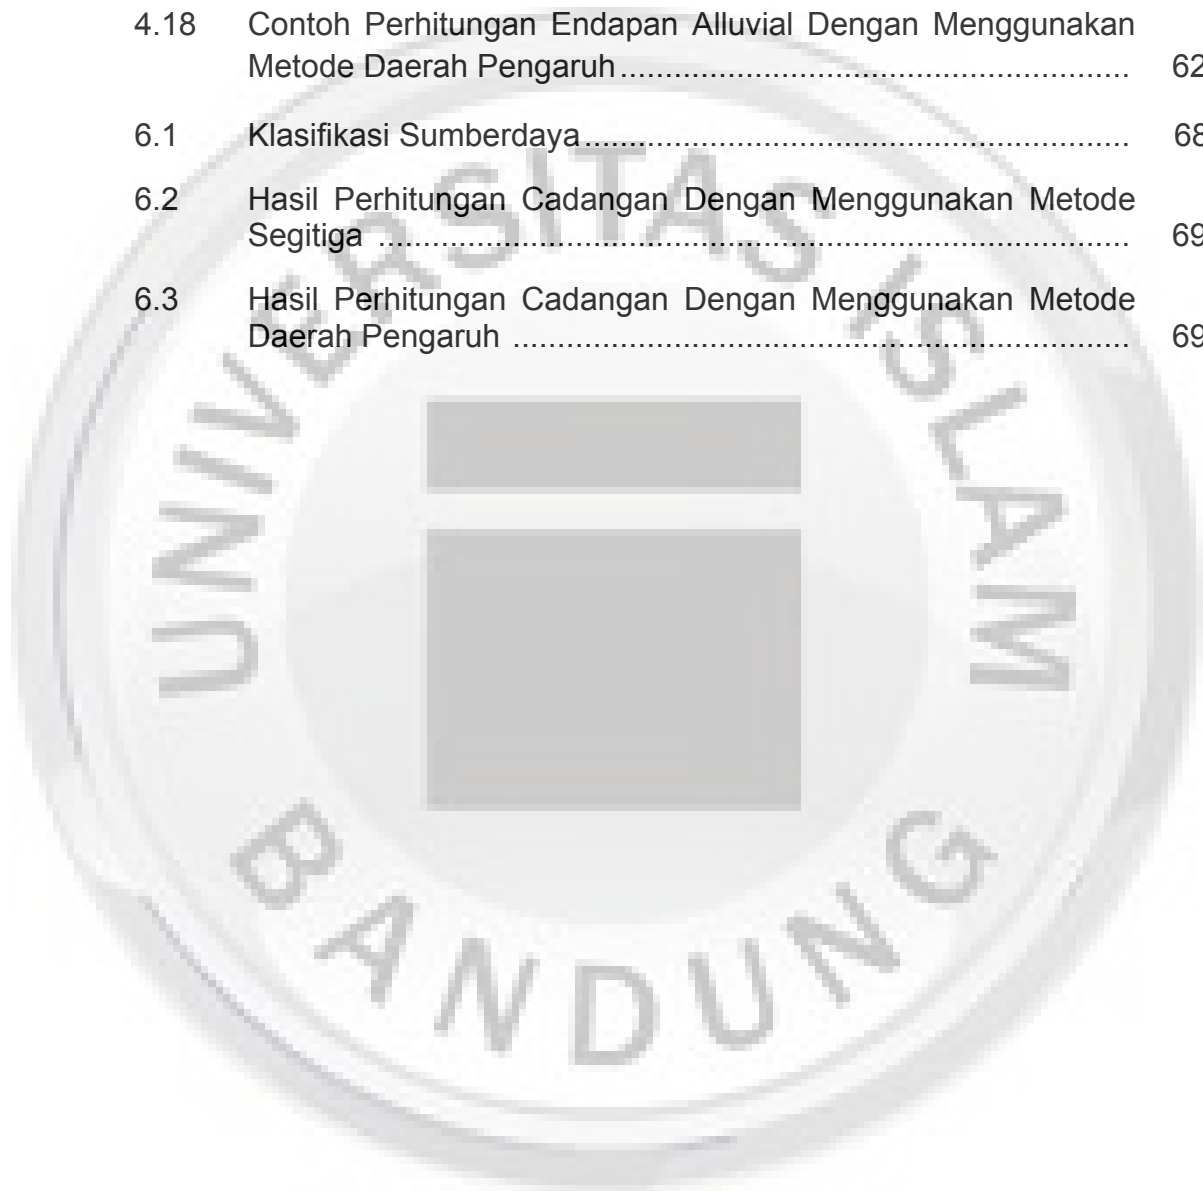 4.18 Contoh Perhitungan Endapan Alluvial Dengan Menggunakan
Metode Daerah Pengaruh ........................................................ 62
6.1 Klasifikasi Sumberdaya............................................................ 68
6.2 Hasil Perhitungan Cadangan Dengan Menggunakan Metode
Segitiga .................................................................................. 69
6.3 Hasil Perhitungan Cadangan Dengan Menggunakan Metode
Daerah Pengaruh .................................................................... 69
UNIVERSITAS ISLAM
BANDUNG